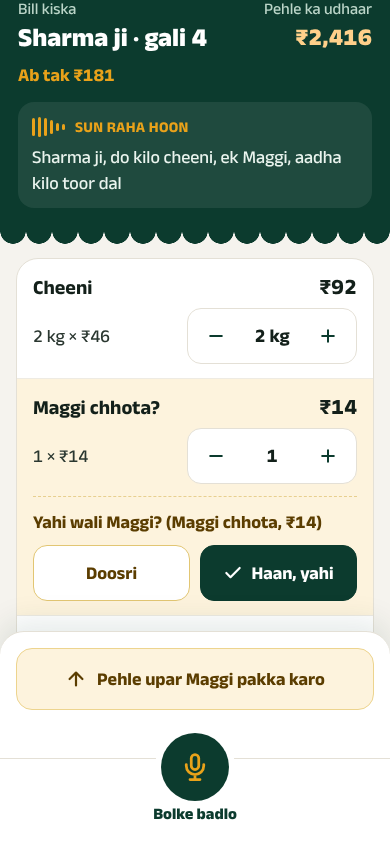 Bill kiska
Pehle ka udhaar
Sharma ji · gali 4
₹2,416
Ab tak ₹181
SUN RAHA HOON
Sharma ji, do kilo cheeni, ek Maggi, aadha
kilo toor dal
Cheeni
₹92
2 kg × ₹46
− 2 kg +
Maggi chhota?
₹14
1 × ₹14
− 1 +
Yahi wali Maggi? (Maggi chhota, ₹14)
Doosri
Haan, yahi
Pehle upar Maggi pakka karo
Bolke badlo